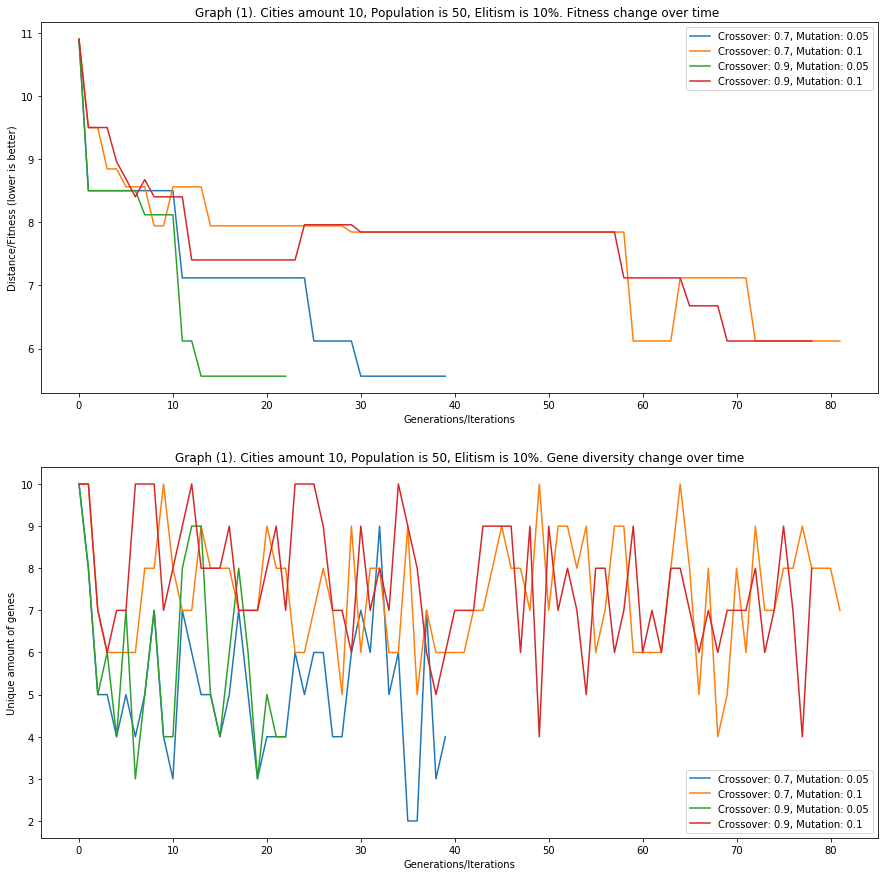 Graph (1). Cities amount 10, Population is 50, Elitism is 10%. Fitness change over time
Distance/Fitness (lower is better)
11
10
9
8
7
6
Crossover: 0.7, Mutation: 0.05
Crossover: 0.7, Mutation: 0.1
Crossover: 0.9, Mutation: 0.05
Crossover: 0.9, Mutation: 0.1
0 10 20 30 40 50 60 70 80
Generations/Iterations
Graph (1). Cities amount 10, Population is 50, Elitism is 10%. Gene diversity change over time
Unique amount of genes
10
9
8
7
6
5
4
3
2
Crossover: 0.7, Mutation: 0.05
Crossover: 0.7, Mutation: 0.1
Crossover: 0.9, Mutation: 0.05
Crossover: 0.9, Mutation: 0.1
0 10 20 30 40 50 60 70 80
Generations/Iterations